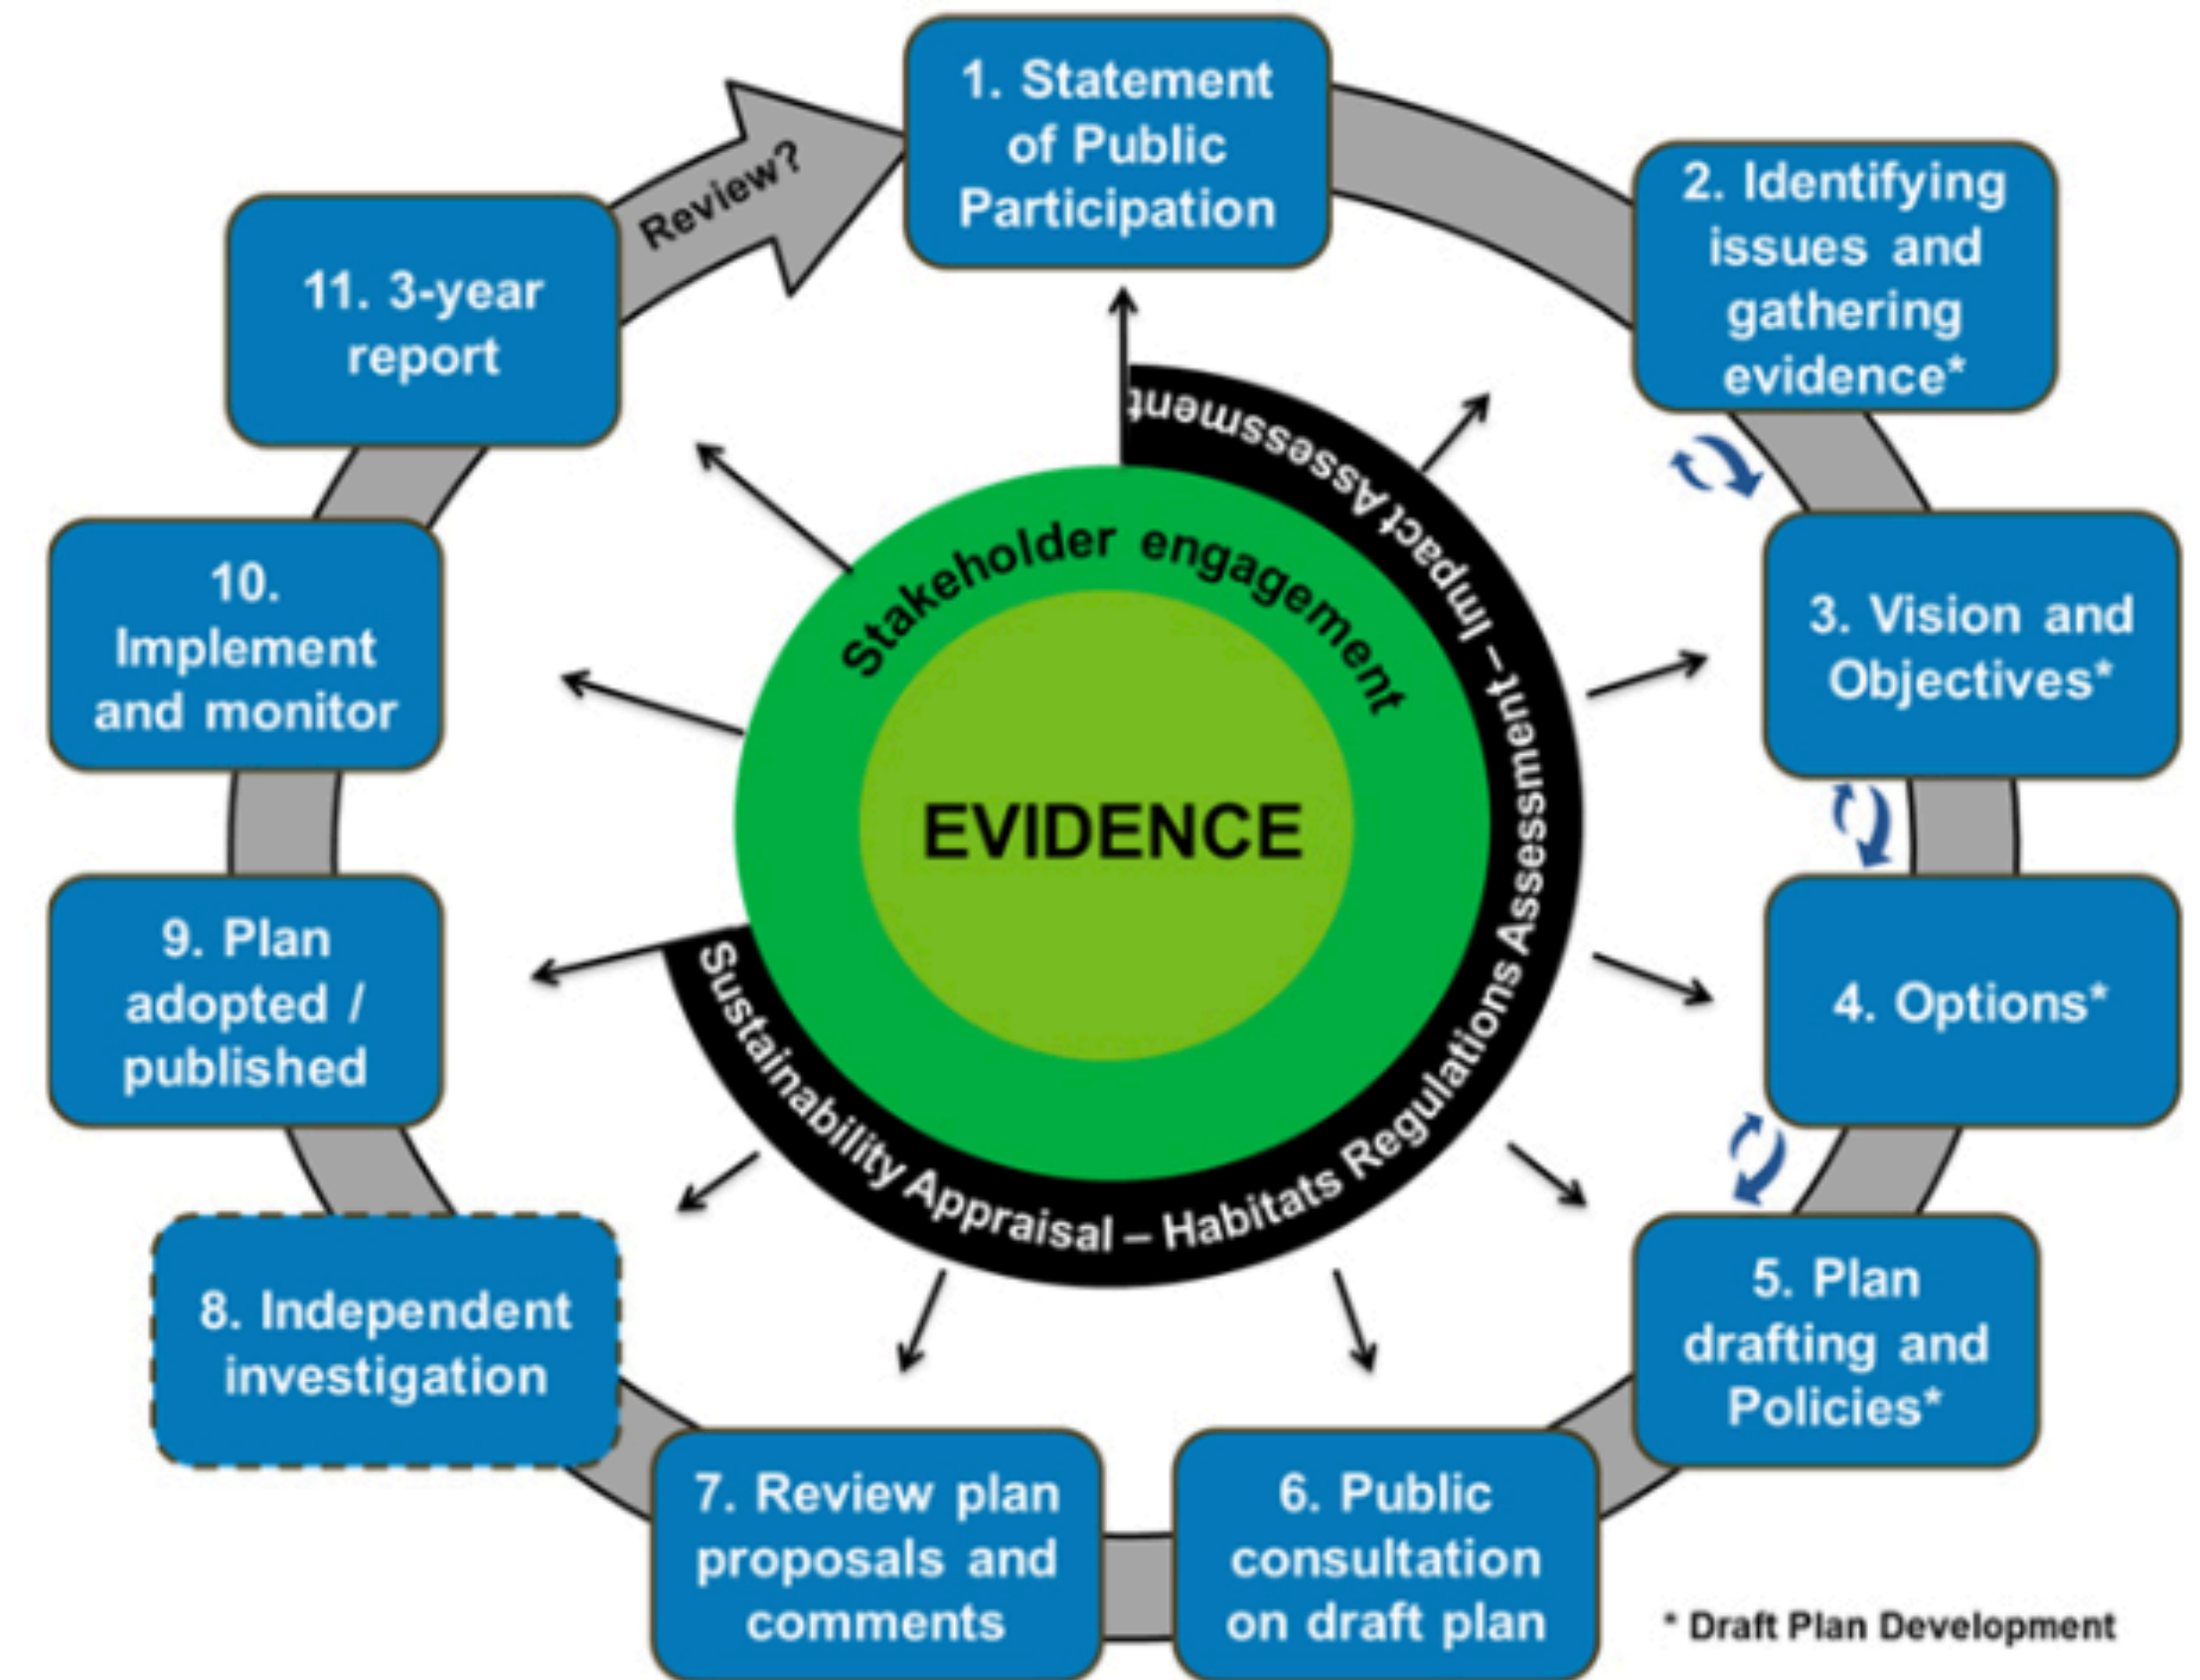 1. Statement
of Public
Participation
2. Identifying
issues and
gathering
evidence*
3. Vision and
Objectives*
4. Options*
5. Plan
drafting and
Policies*
6. Public
consultation
on draft plan
7. Review plan
proposals and
comments
8. Independent
investigation
9. Plan
adopted /
published
10.
Implement
and monitor
11. 3-year
report
Review?
Stakeholder engagement
EVIDENCE
Sustainability Appraisal – Habitats Regulations Assessment – Impact Assessment
* Draft Plan Development